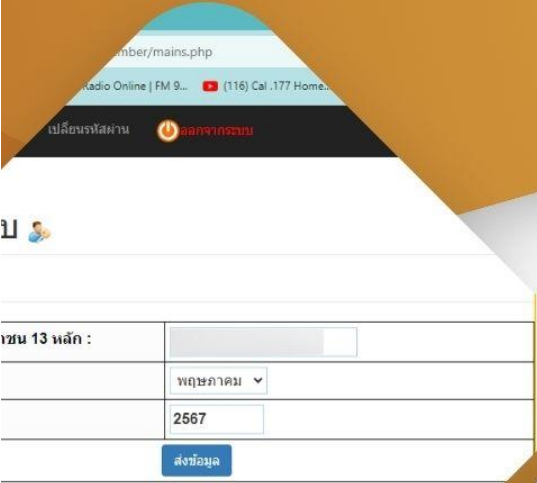 mber/mains.php
Radio Online | FM 9... (116) Cal .177 Home..
เปลี่ยนรหัสผ่าน ออกจากระบบ
บ
าชน 13 หลัก :
พฤษภาคม
2567
ส่งข้อมูล